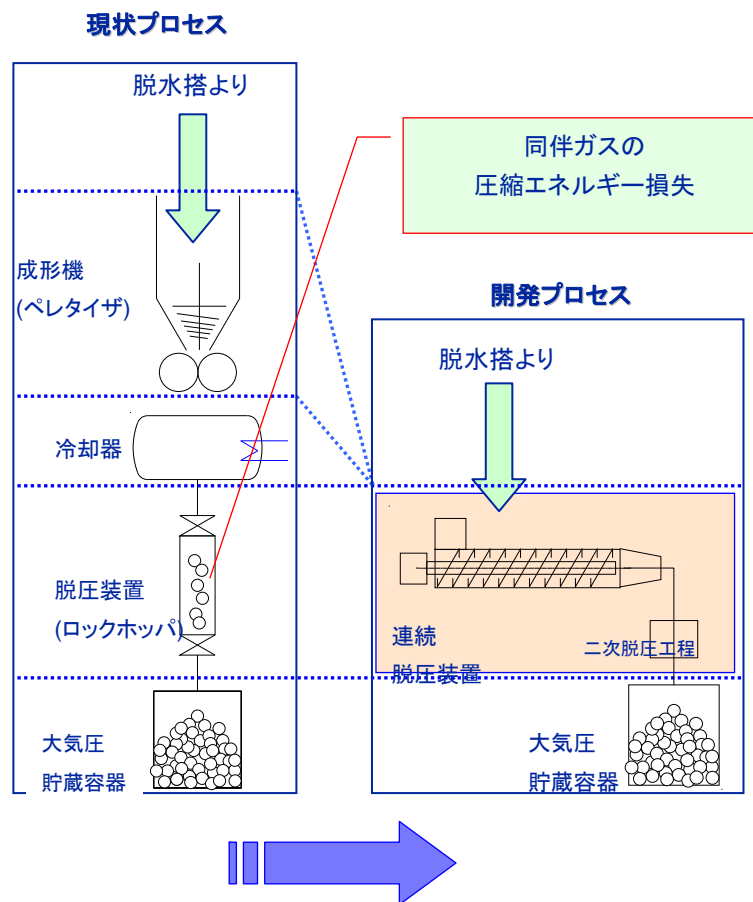 現状プロセス
脱水搭より
同伴ガスの
圧縮エネルギー損失
成形機
(ペレタイザ)
冷却器
脱圧装置
(ロックホッパ)
大気圧
貯蔵容器
開発プロセス
脱水搭より
連続
脱圧装置
二次脱圧工程
大気圧
貯蔵容器